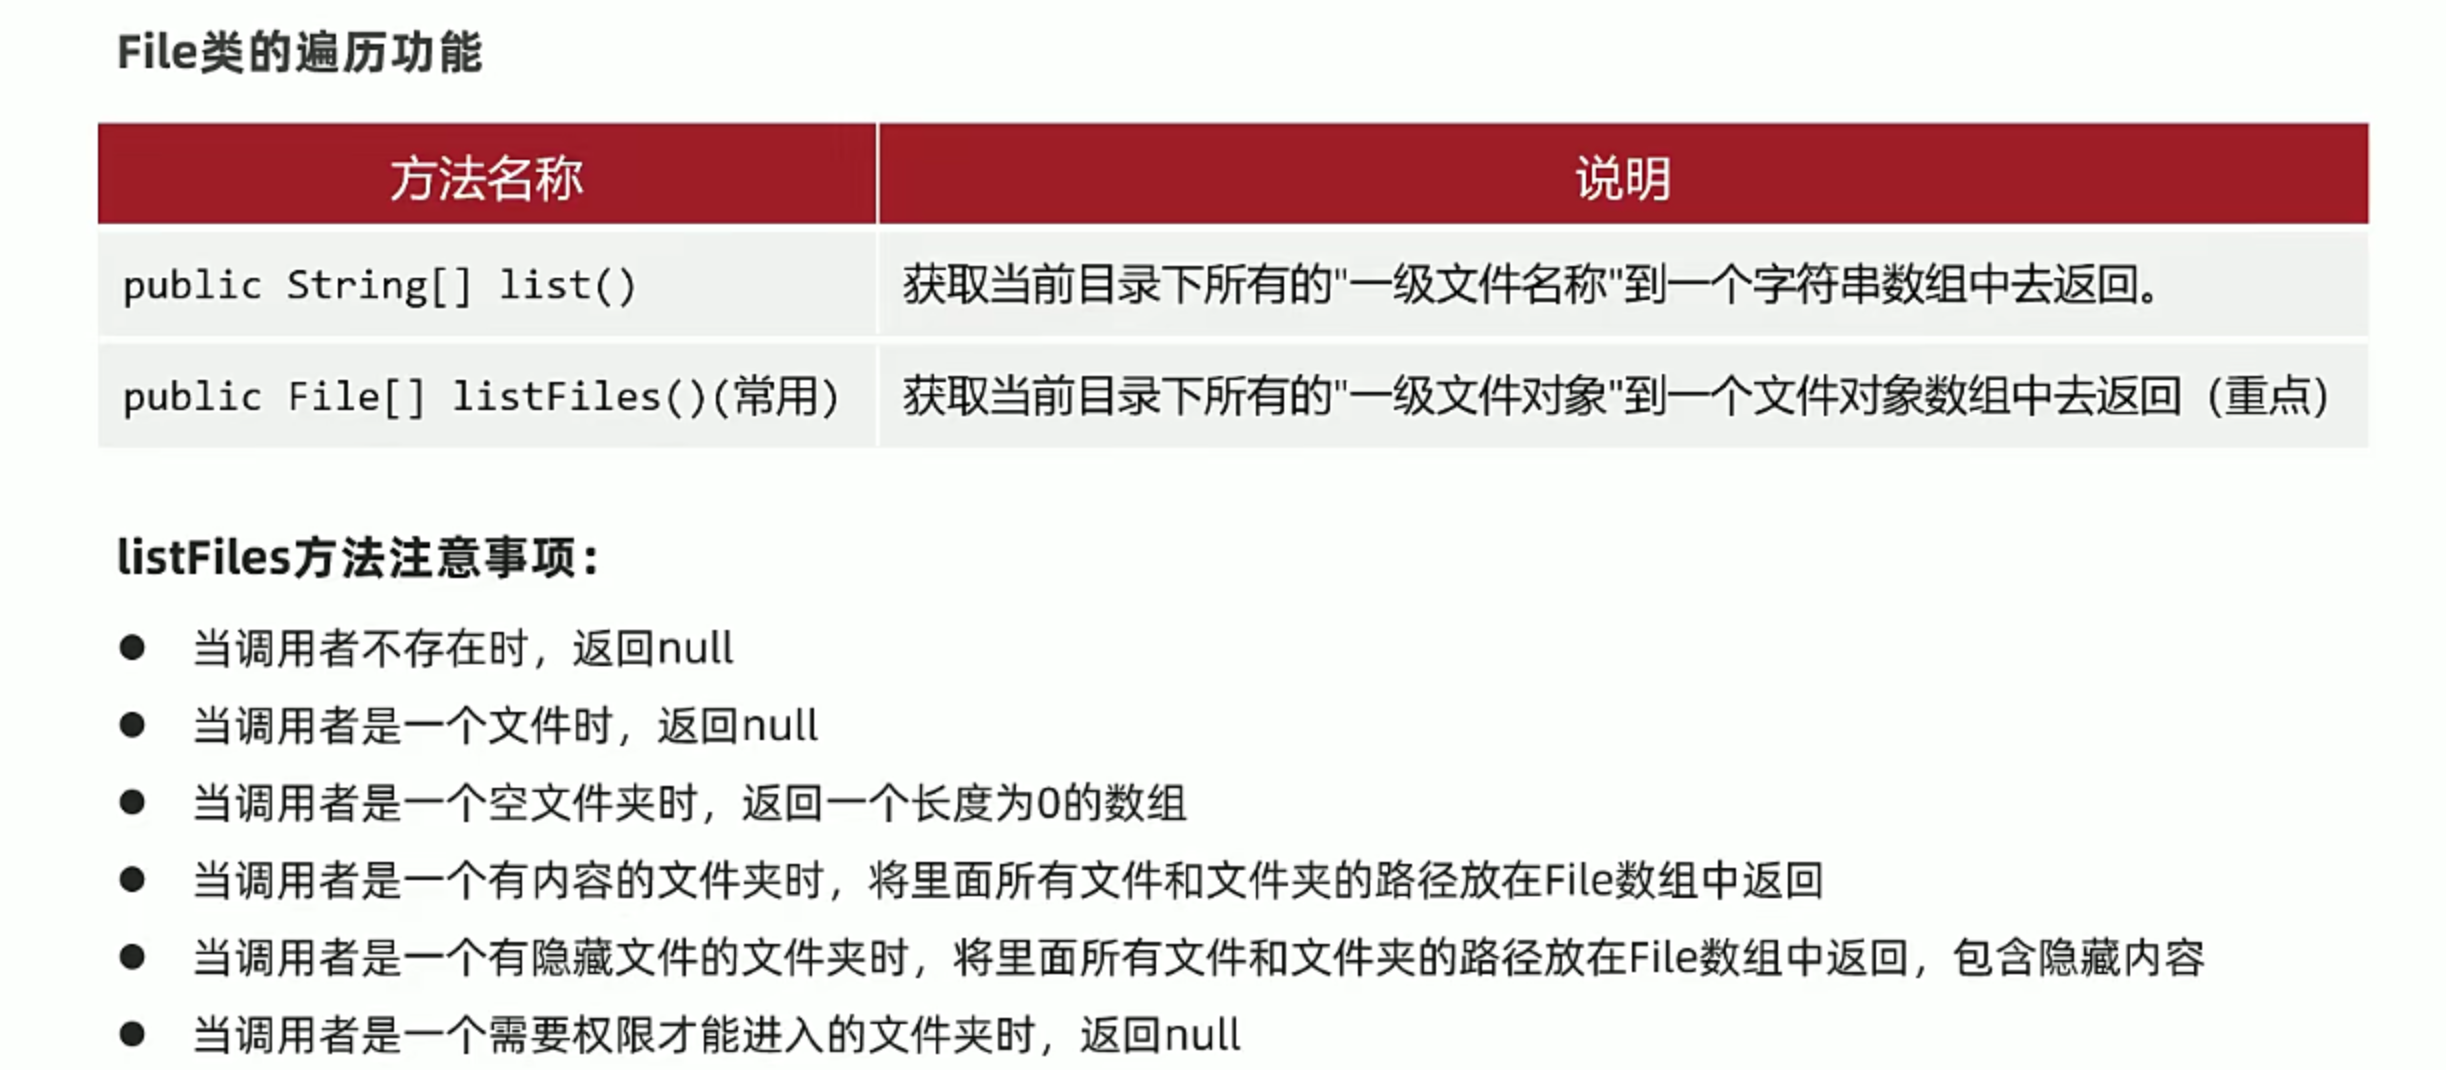 File类的遍历功能
方法名称 说明
public String[] list() 获取当前目录下所有的"一级文件名称"到一个字符串数组中去返回。
public File[] listFiles()(常用) 获取当前目录下所有的"一级文件对象"到一个文件对象数组中去返回（重点）
listFiles方法注意事项：
● 当调用者不存在时，返回null
● 当调用者是一个文件时，返回null
● 当调用者是一个空文件夹时，返回一个长度为0的数组
● 当调用者是一个有内容的文件夹时，将里面所有文件和文件夹的路径放在File数组中返回
● 当调用者是一个有隐藏文件的文件夹时，将里面所有文件和文件夹的路径放在File数组中返回，包含隐藏内容
● 当调用者是一个需要权限才能进入的文件夹时，返回null